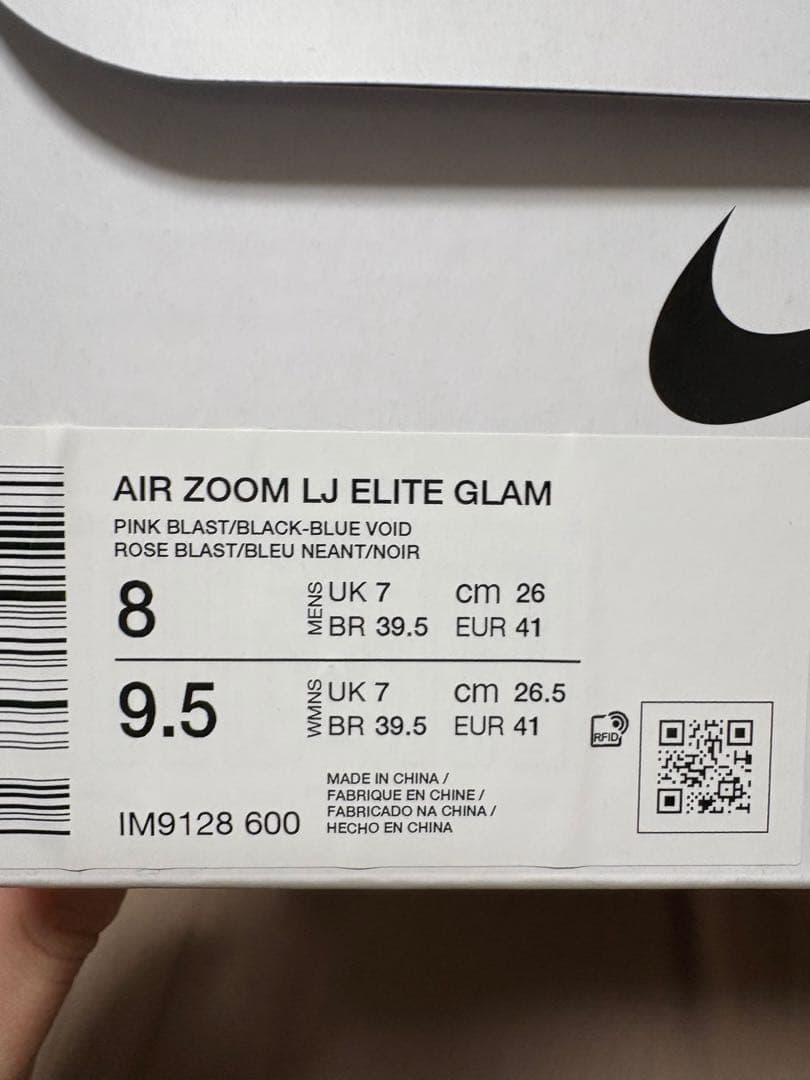 AIR ZOOM LJ ELITE GLAM
PINK BLAST/BLACK-BLUE VOID
ROSE BLAST/BLEU NEANT/NOIR
8 MENS UK 7 cm 26
BR 39.5 EUR 41
9.5 WMNS UK 7 cm 26.5
BR 39.5 EUR 41
RFID
MADE IN CHINA /
FABRIQUE EN CHINE /
FABRICADO NA CHINA /
HECHO EN CHINA
IM9128 600